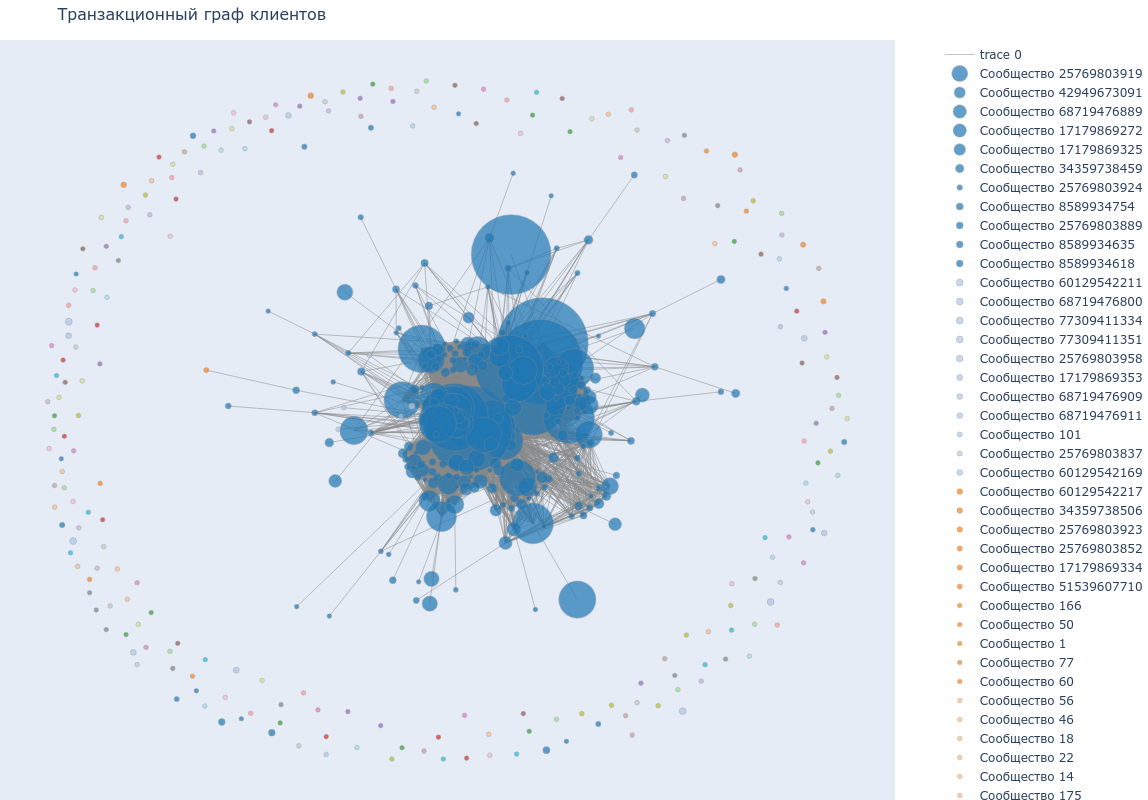 Транзакционный граф клиентов
trace 0
Сообщество 25769803919
Сообщество 42949673091
Сообщество 68719476889
Сообщество 17179869272
Сообщество 17179869325
Сообщество 34359738459
Сообщество 25769803924
Сообщество 8589934754
Сообщество 25769803889
Сообщество 8589934635
Сообщество 8589934618
Сообщество 60129542211
Сообщество 68719476800
Сообщество 77309411334
Сообщество 77309411351
Сообщество 25769803958
Сообщество 17179869353
Сообщество 68719476909
Сообщество 68719476911
Сообщество 101
Сообщество 25769803837
Сообщество 60129542169
Сообщество 60129542217
Сообщество 34359738506
Сообщество 25769803923
Сообщество 25769803852
Сообщество 17179869334
Сообщество 51539607710
Сообщество 166
Сообщество 50
Сообщество 1
Сообщество 77
Сообщество 60
Сообщество 56
Сообщество 46
Сообщество 18
Сообщество 22
Сообщество 14
Сообщество 175